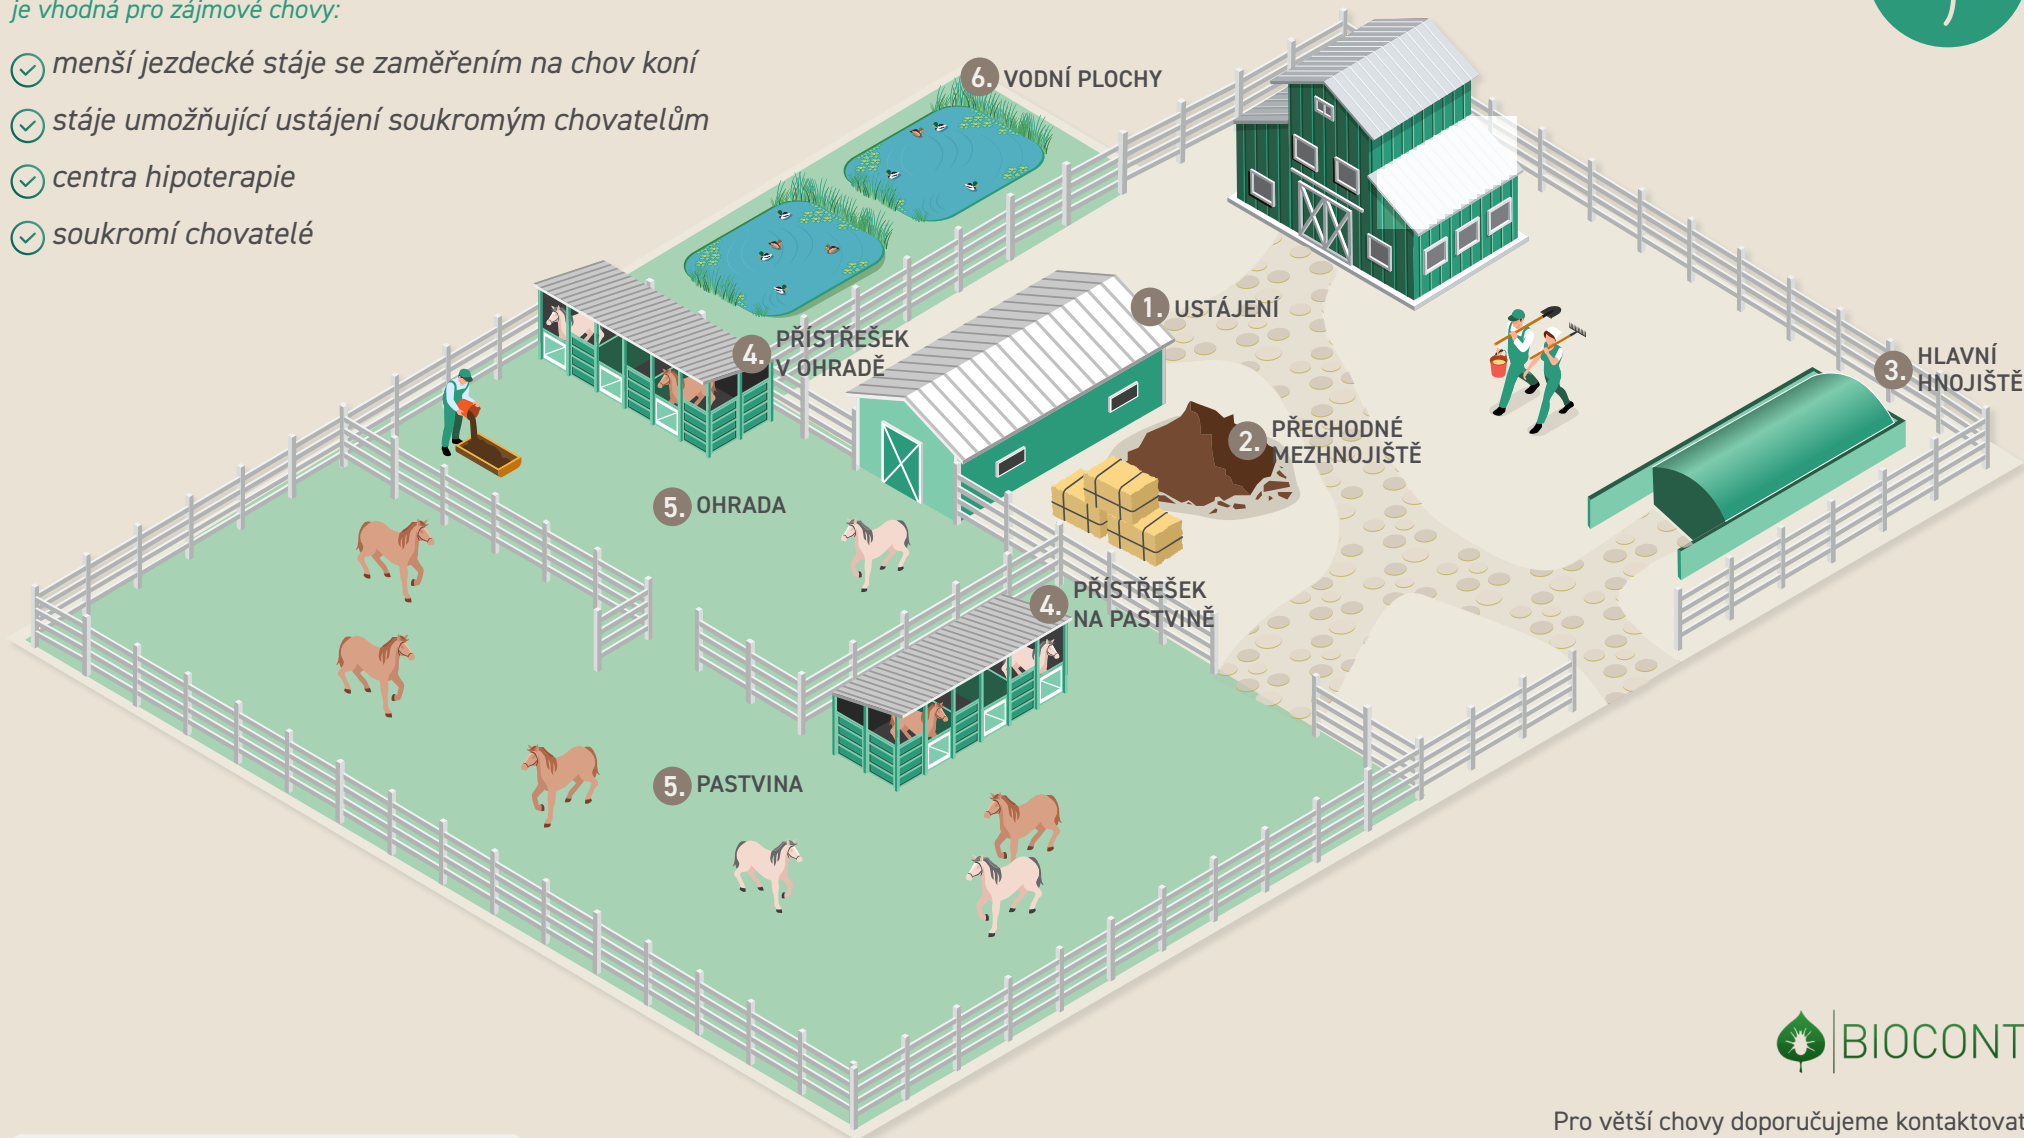 je vhodná pro zájmové chovy:
menší jezdecké stáje se zaměřením na chov koní
stáje umožňující ustájení soukromým chovatelům
centra hipoterapie
soukromí chovatelé
6. VODNÍ PLOCHY
1. USTÁJENÍ
4. PŘÍSTŘEŠEK
V OHRADĚ
3. HLAVNÍ
HNOJIŠTĚ
2. PŘECHODNÉ
MEZHNOJIŠTĚ
5. OHRADA
4. PŘÍSTŘEŠEK
NA PASTVINĚ
5. PASTVINA
BIOCONT
Pro větší chovy doporučujeme kontaktovat